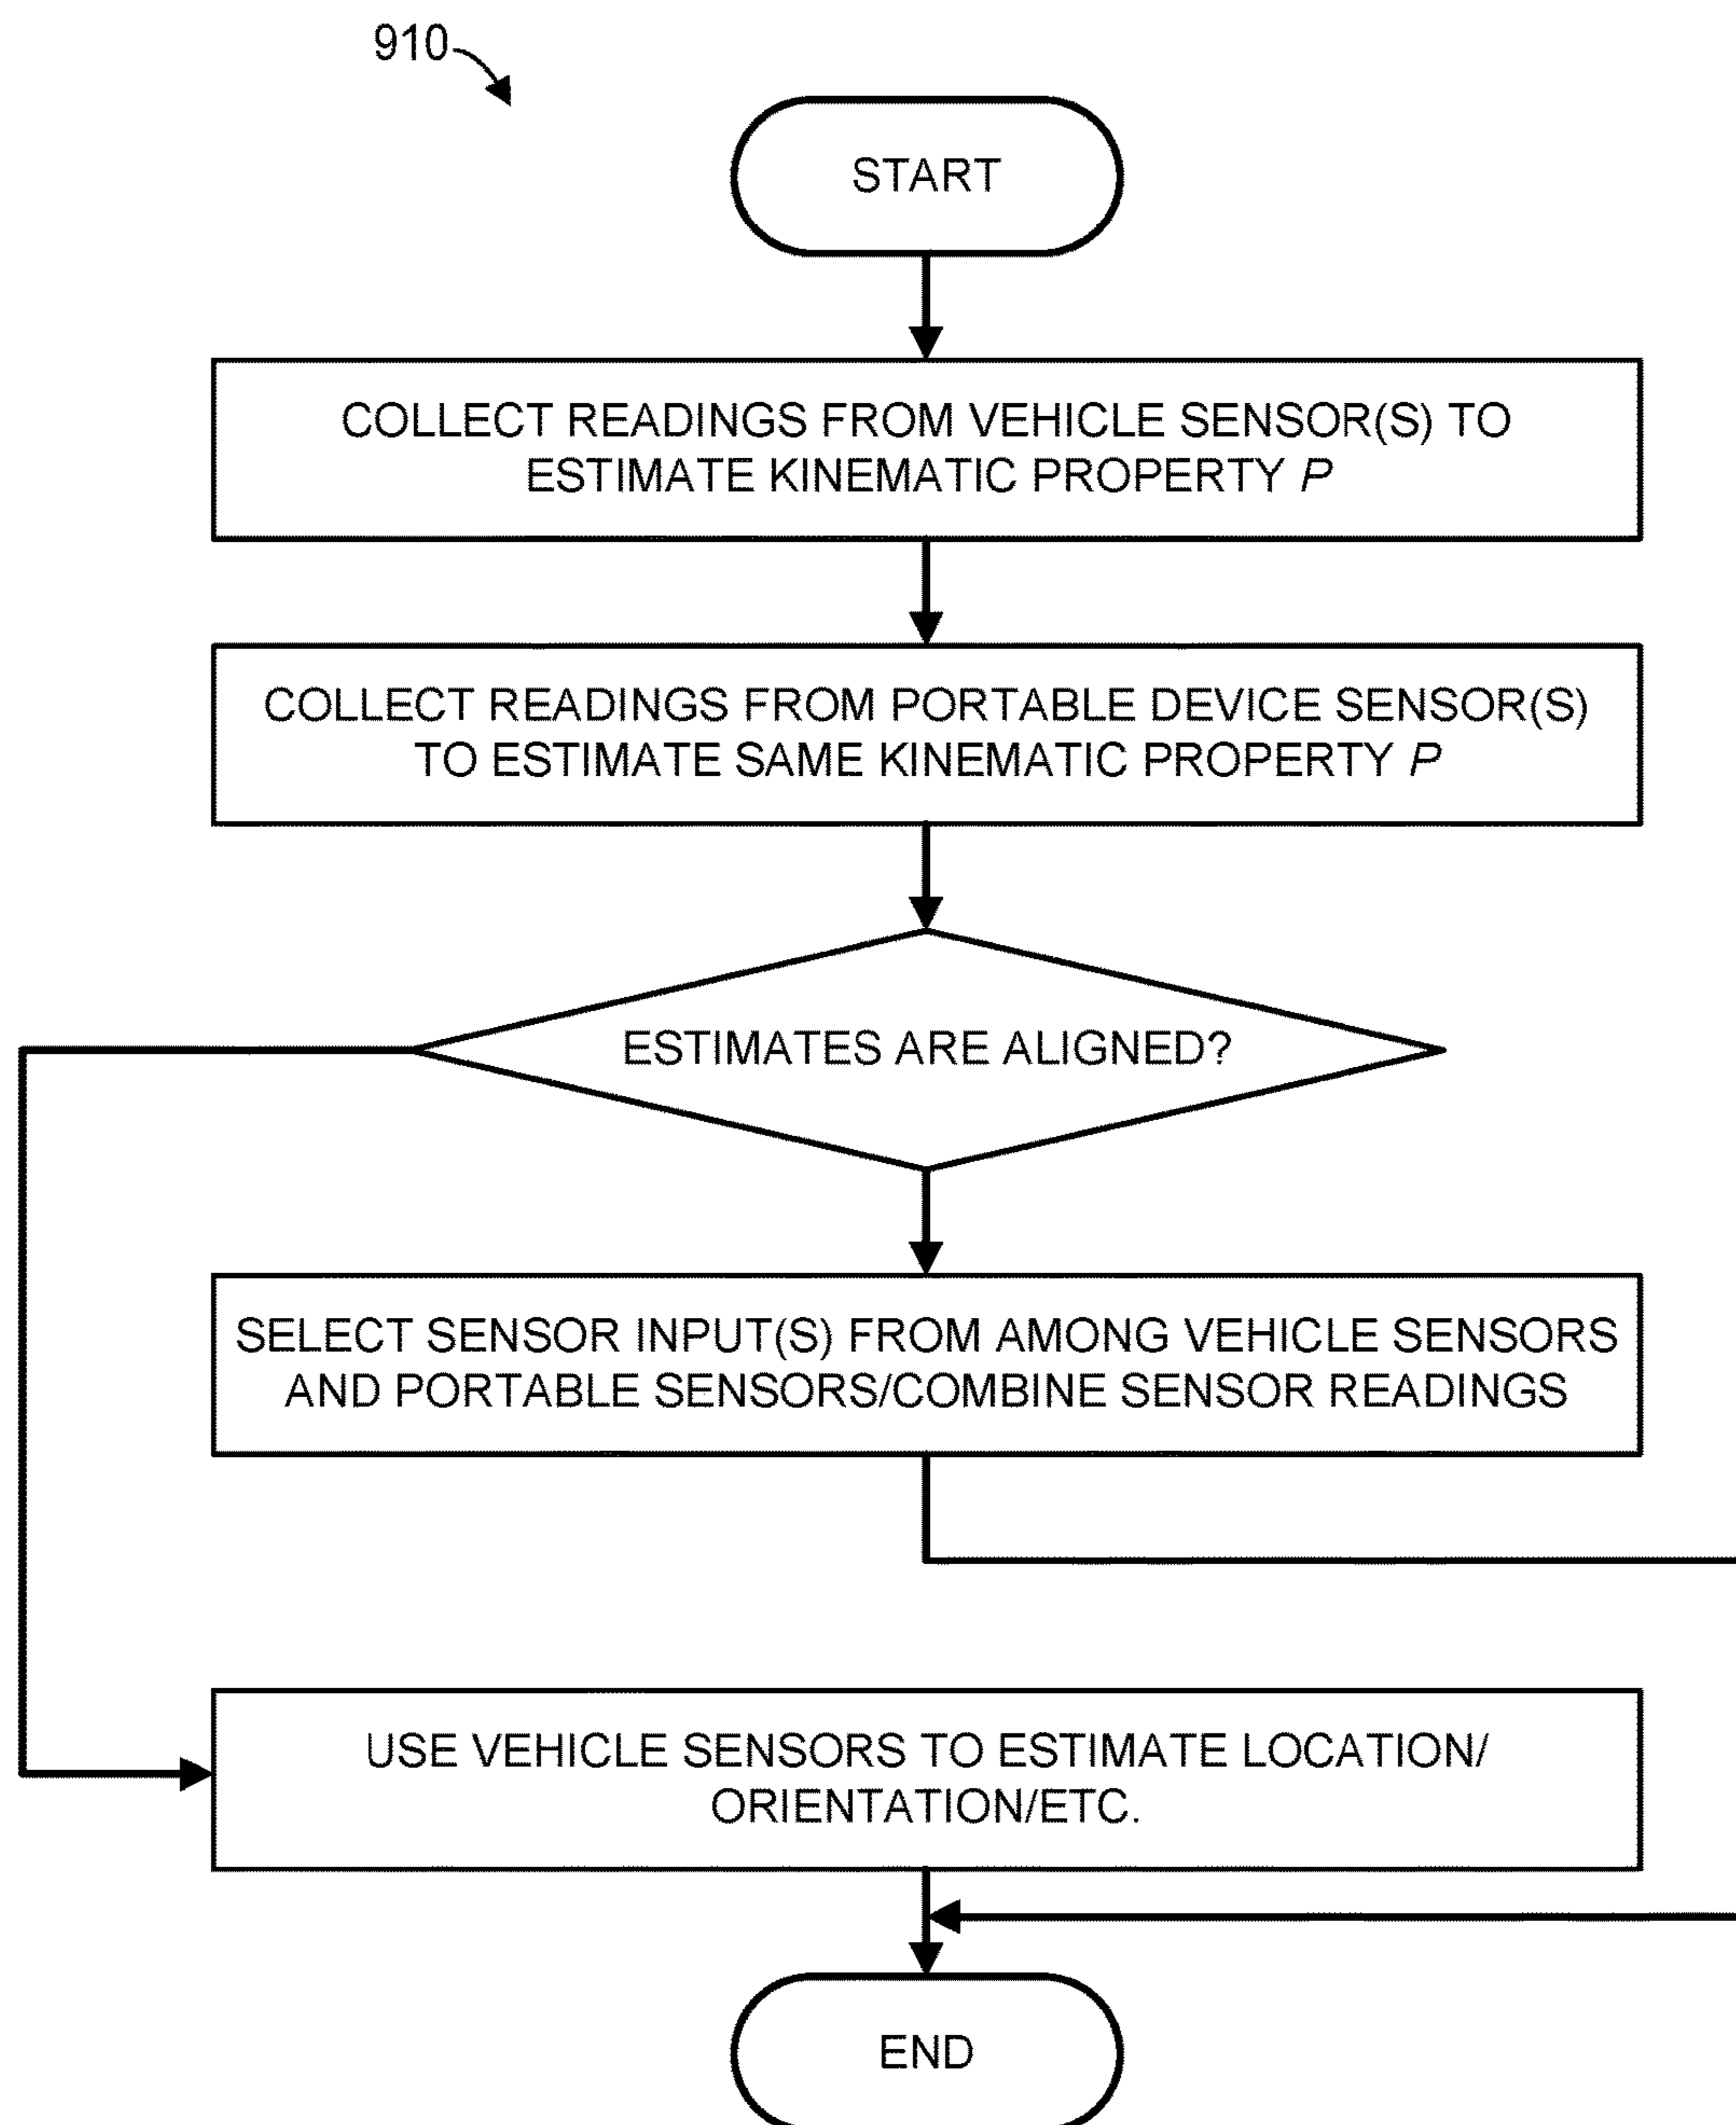 910
START
COLLECT READINGS FROM VEHICLE SENSOR(S) TO
ESTIMATE KINEMATIC PROPERTY P
COLLECT READINGS FROM PORTABLE DEVICE SENSOR(S)
TO ESTIMATE SAME KINEMATIC PROPERTY P
ESTIMATES ARE ALIGNED?
SELECT SENSOR INPUT(S) FROM AMONG VEHICLE SENSORS
AND PORTABLE SENSORS/COMBINE SENSOR READINGS
USE VEHICLE SENSORS TO ESTIMATE LOCATION/
ORIENTATION/ETC.
END